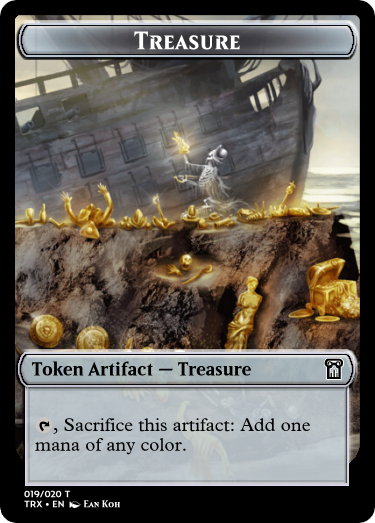 Treasure
Token Artifact — Treasure
, Sacrifice this artifact: Add one
mana of any color.
019/020 T
TRX • EN Ean Koh